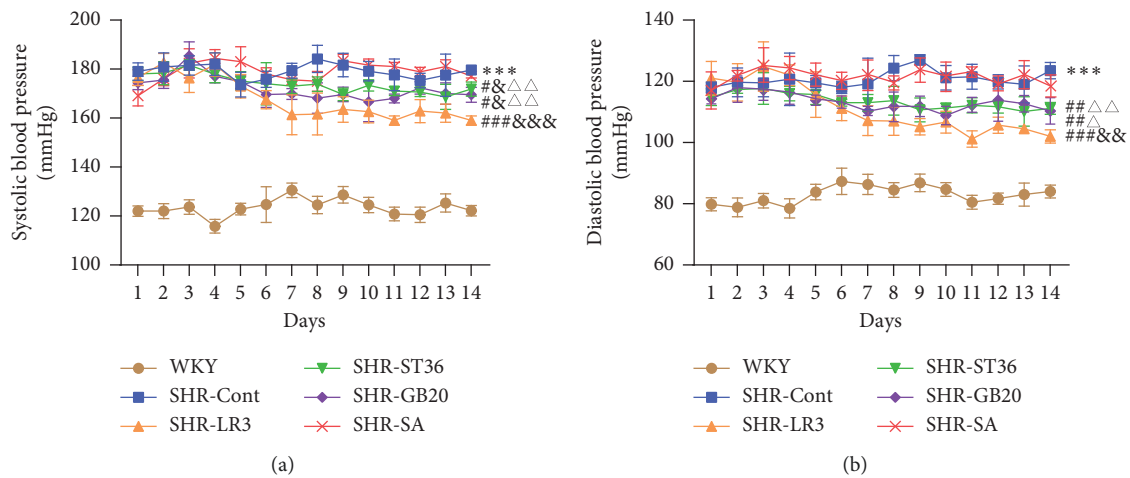 Systolic blood pressure
(mmHg)
200
180
160
140
120
100
***
#&△△
#&△△
###&&&
1 2 3 4 5 6 7 8 9 10 11 12 13 14
Days
WKY
SHR-Cont
SHR-LR3
SHR-ST36
SHR-GB20
SHR-SA
(a)
Diastolic blood pressure
(mmHg)
140
120
100
80
60
***
##△△
##△
###&&
1 2 3 4 5 6 7 8 9 10 11 12 13 14
Days
WKY
SHR-Cont
SHR-LR3
SHR-ST36
SHR-GB20
SHR-SA
(b)